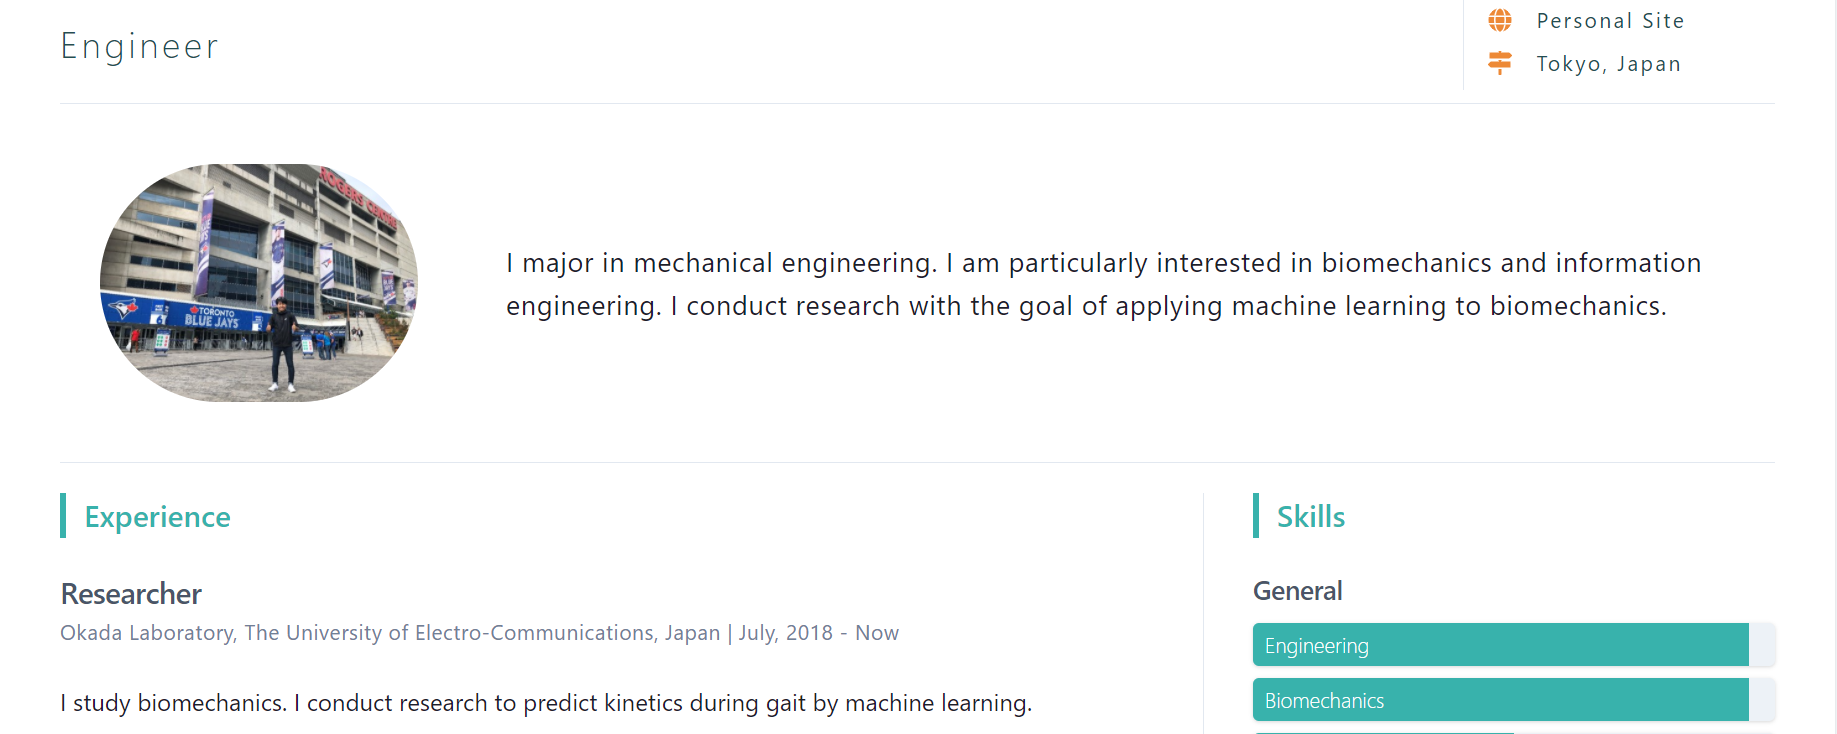 Engineer
Personal Site
Tokyo, Japan
ROGERS CENTRE
TORONTO
BLUE JAYS
I major in mechanical engineering. I am particularly interested in biomechanics and information
engineering. I conduct research with the goal of applying machine learning to biomechanics.
Experience
Researcher
Okada Laboratory, The University of Electro-Communications, Japan | July, 2018 - Now
I study biomechanics. I conduct research to predict kinetics during gait by machine learning.
Skills
General
Engineering
Biomechanics